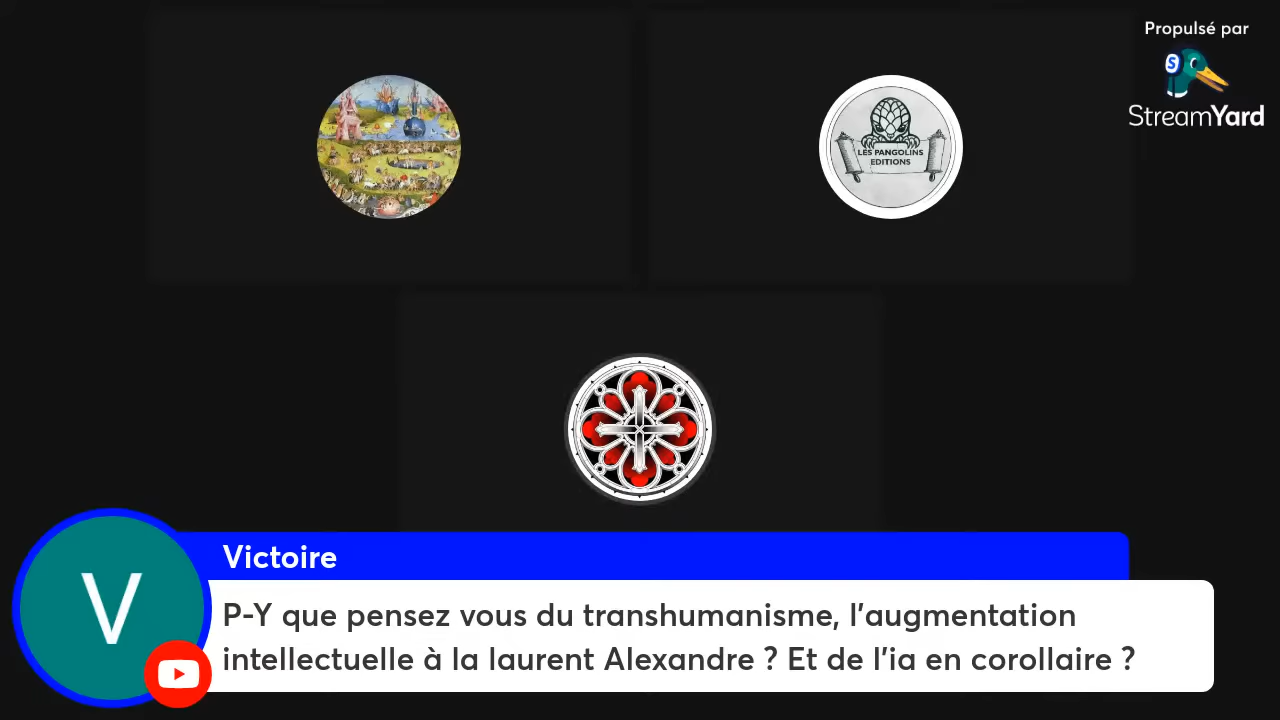 Propulsé par
S
StreamYard
LES PANGOLINS
EDITIONS
V
Victoire
P-Y que pensez vous du transhumanisme, l'augmentation
intellectuelle à la laurent Alexandre ? Et de l'ia en corollaire ?